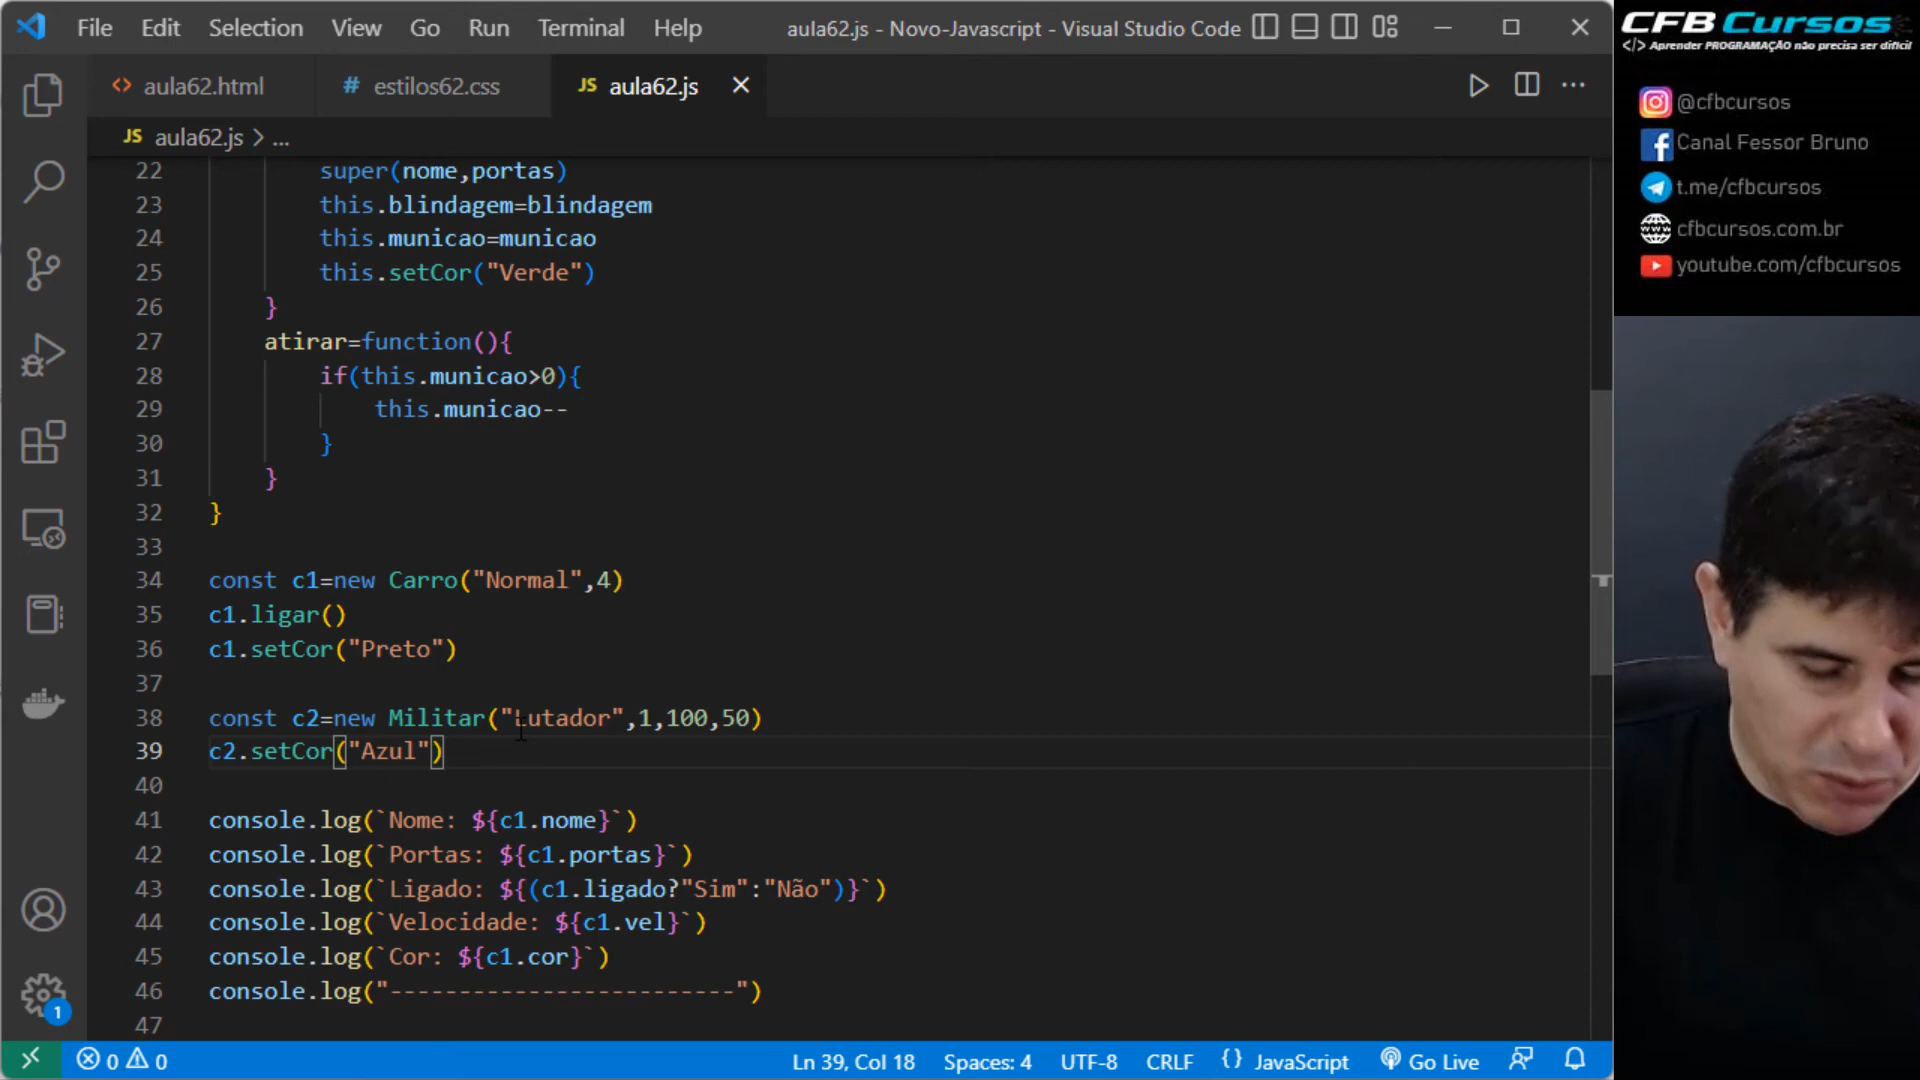 File Edit Selection View Go Run Terminal Help aula62.js - Novo-Javascript - Visual Studio Code
aula62.html estilos62.css JS aula62.js
JS aula62.js > ...
22 super(nome,portas)
23 this.blindagem=blindagem
24 this.municao=municao
25 this.setCor("Verde")
26 }
27 atirar=function(){
28 if(this.municao>0){
29 this.municao--
30 }
31 }
32 }
33
34 const c1=new Carro("Normal",4)
35 c1.ligar()
36 c1.setCor("Preto")
37
38 const c2=new Militar("Lutador",1,100,50)
39 c2.setCor("Azul")
40
41 console.log(`Nome: ${c1.nome}`)
42 console.log(`Portas: ${c1.portas}`)
43 console.log(`Ligado: ${(c1.ligado?"Sim":"Não")}`)
44 console.log(`Velocidade: ${c1.vel}`)
45 console.log(`Cor: ${c1.cor}`)
46 console.log("-------------------------")
47
1
0 0 Ln 39, Col 18 Spaces: 4 UTF-8 CRLF {} JavaScript Go Live
CFB Cursos
</> Aprender PROGRAMAÇÃO não precisa ser difícil
@cfbcursos
Canal Fessor Bruno
t.me/cfbcursos
cfbcursos.com.br
youtube.com/cfbcursos